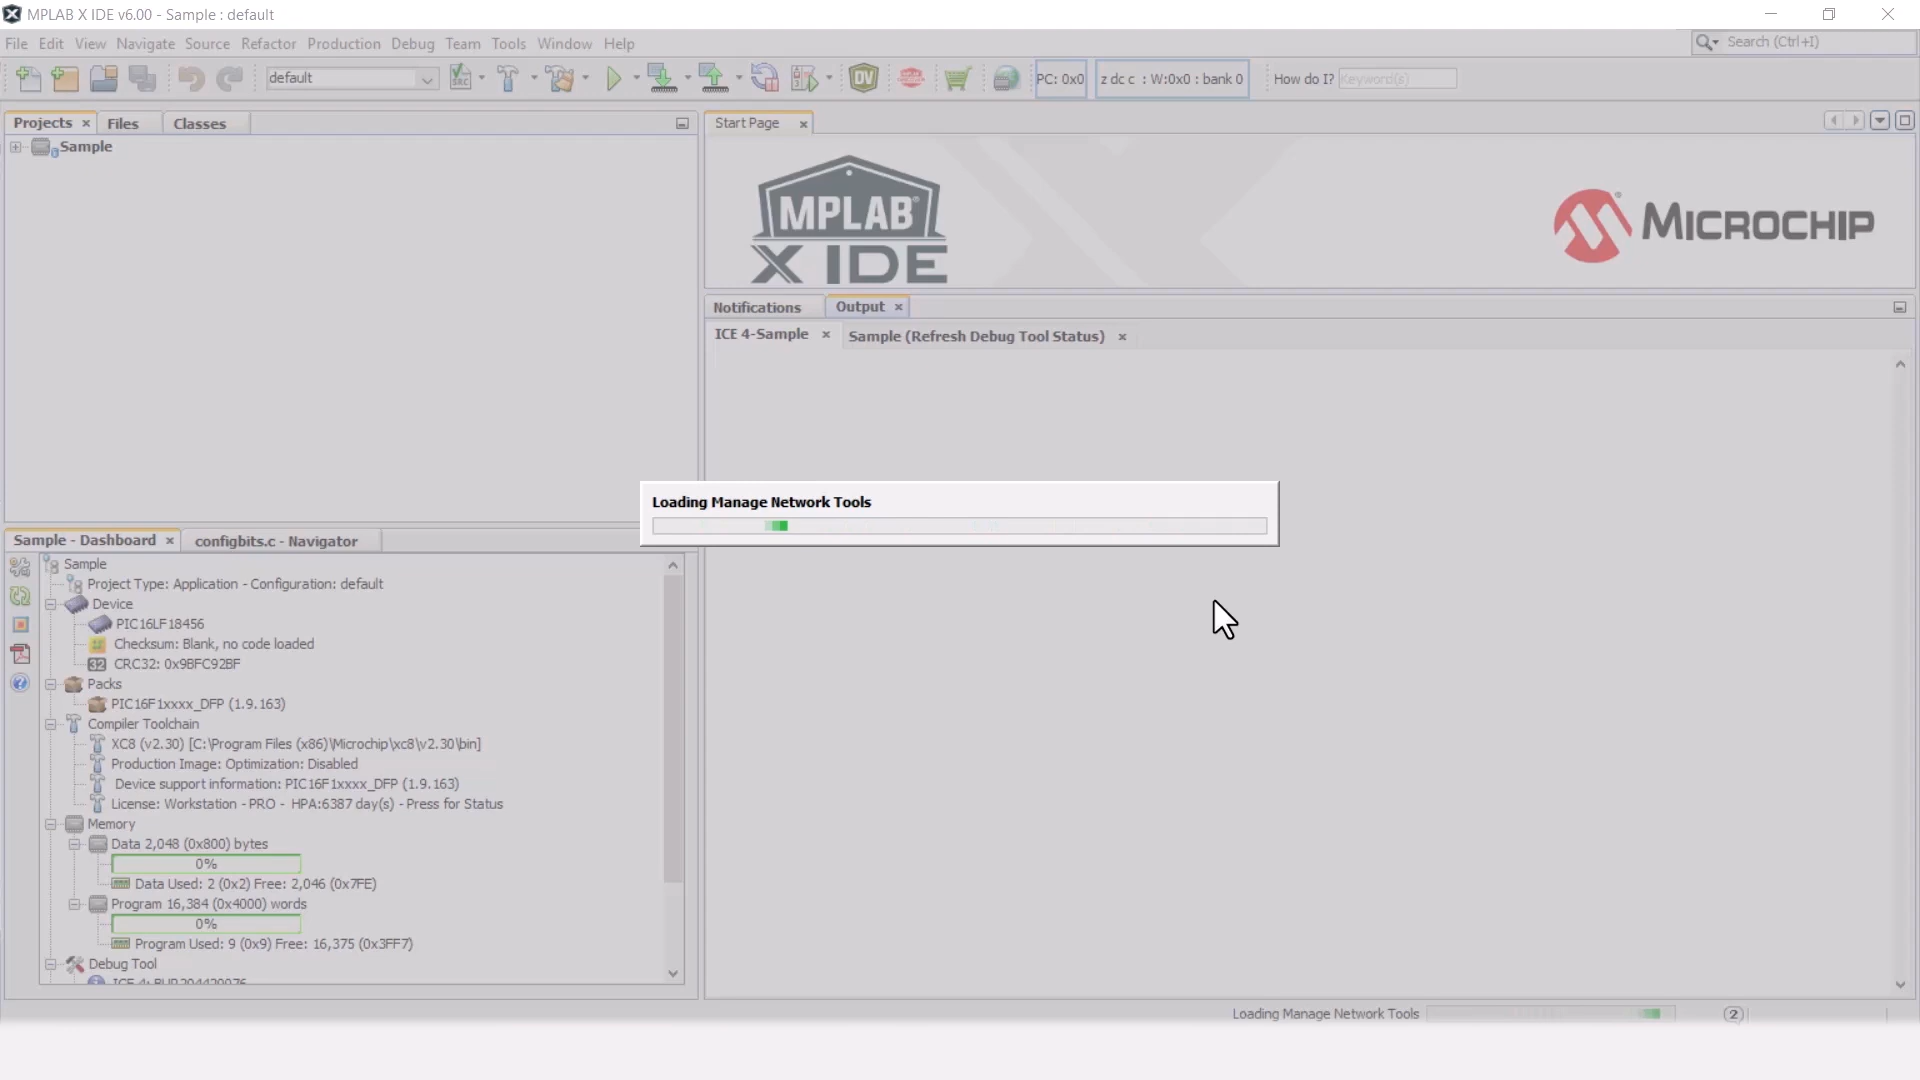 MPLAB X IDE v6.00 - Sample : default
File Edit View Navigate Source Refactor Production Debug Team Tools Window Help
Search (Ctrl+I)
default
PC: 0x0
z dc c : W:0x0 : bank 0
How do I? Keyword(s)
Projects Files Classes
Sample
Start Page
MPLAB
X IDE
MICROCHIP
Notifications Output
ICE 4-Sample Sample (Refresh Debug Tool Status)
Loading Manage Network Tools
Sample - Dashboard configbits.c - Navigator
Sample
Project Type: Application - Configuration: default
Device
PIC16LF18456
Checksum: Blank, no code loaded
32 CRC32: 0x9BFC92BF
Packs
PIC16F1xxxx_DFP (1.9.163)
Compiler Toolchain
XC8 (v2.30) [C:\Program Files (x86)\Microchip\xc8\v2.30\bin]
Production Image: Optimization: Disabled
Device support information: PIC16F1xxxx_DFP (1.9.163)
License: Workstation - PRO - HPA:6387 day(s) - Press for Status
Memory
Data 2,048 (0x800) bytes
0%
Data Used: 2 (0x2) Free: 2,046 (0x7FE)
Program 16,384 (0x4000) words
0%
Program Used: 9 (0x9) Free: 16,375 (0x3FF7)
Debug Tool
Loading Manage Network Tools
2